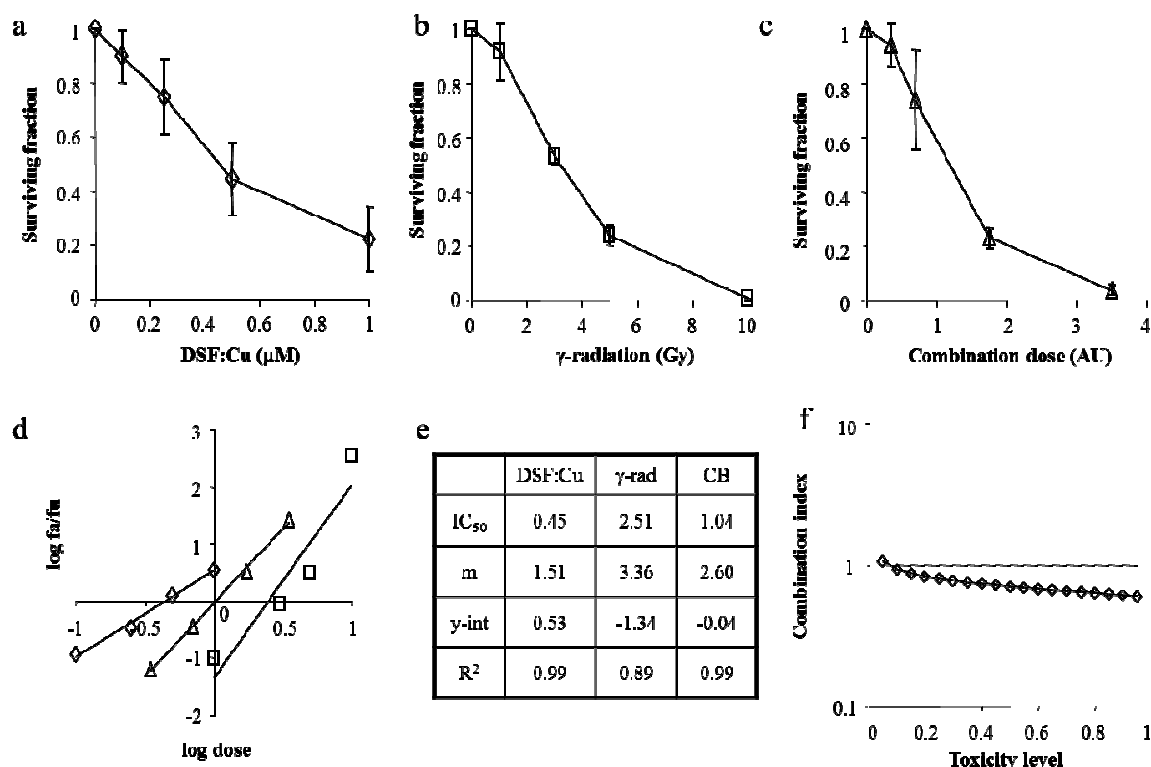 a
Surviving fraction
1
0.8
0.6
0.4
0.2
0
0 0.2 0.4 0.6 0.8 1
DSF:Cu (μM)
b
Surviving fraction
1
0.8
0.6
0.4
0.2
0
0 2 4 6 8 10
γ-radiation (Gy)
c
Surviving fraction
1
0.8
0.6
0.4
0.2
0
0 1 2 3 4
Combination dose (AU)
d
log fa/fu
3
2
1
0
-1
-2
-1 -0.5 0.5 1
log dose
e
DSF:Cu γ-rad CB
IC50 0.45 2.51 1.04
m 1.51 3.36 2.60
y-int 0.53 -1.34 -0.04
R² 0.99 0.89 0.99
f
Combination index
10
1
0.1
0 0.2 0.4 0.6 0.8 1
Toxicity level